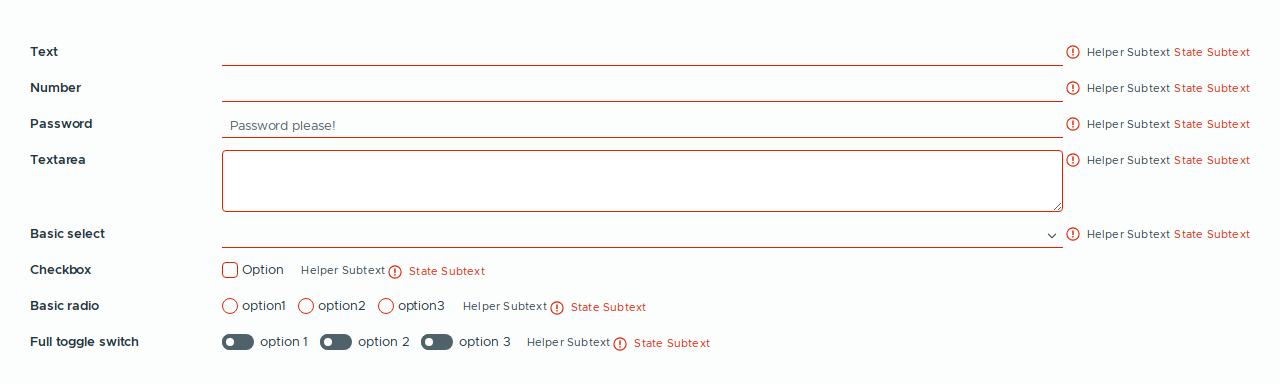 Text Helper Subtext State Subtext
Number Helper Subtext State Subtext
Password Password please! Helper Subtext State Subtext
Textarea Helper Subtext State Subtext
Basic select Helper Subtext State Subtext
Checkbox Option Helper Subtext State Subtext
Basic radio option1 option2 option3 Helper Subtext State Subtext
Full toggle switch option 1 option 2 option 3 Helper Subtext State Subtext